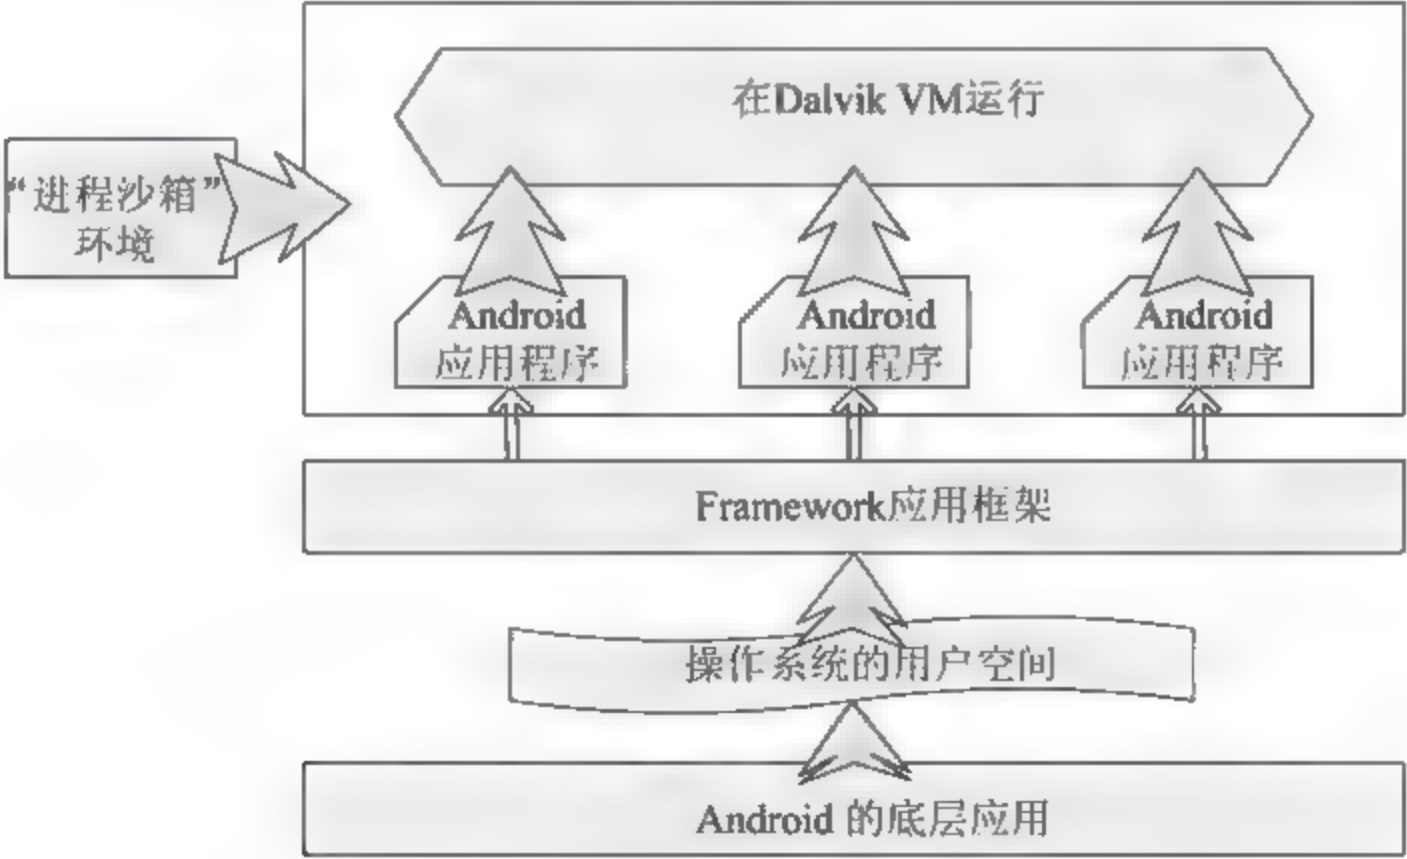 在Dalvik VM运行
“进程沙箱”
环境
Android
应用程序
Android
应用程序
Android
应用程序
Framework应用框架
操作系统的用户空间
Android 的底层应用